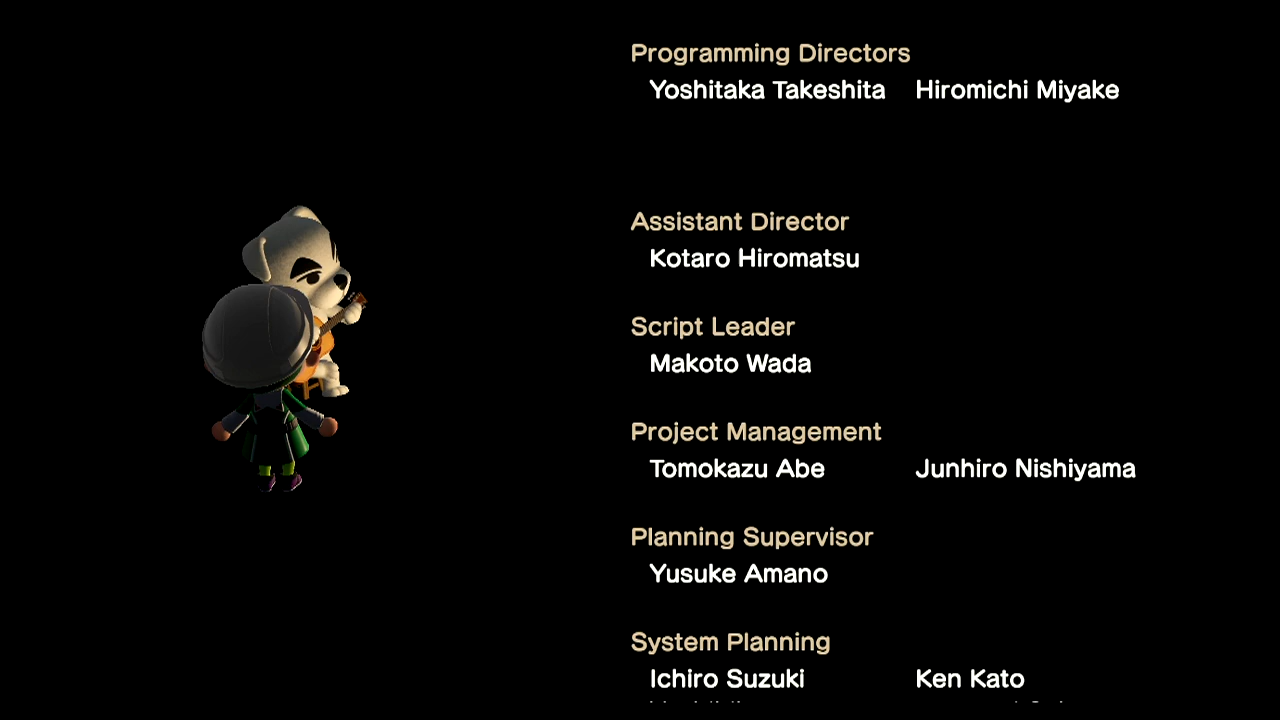 Programming Directors
Yoshitaka Takeshita Hiromichi Miyake
Assistant Director
Kotaro Hiromatsu
Script Leader
Makoto Wada
Project Management
Tomokazu Abe Junhiro Nishiyama
Planning Supervisor
Yusuke Amano
System Planning
Ichiro Suzuki Ken Kato